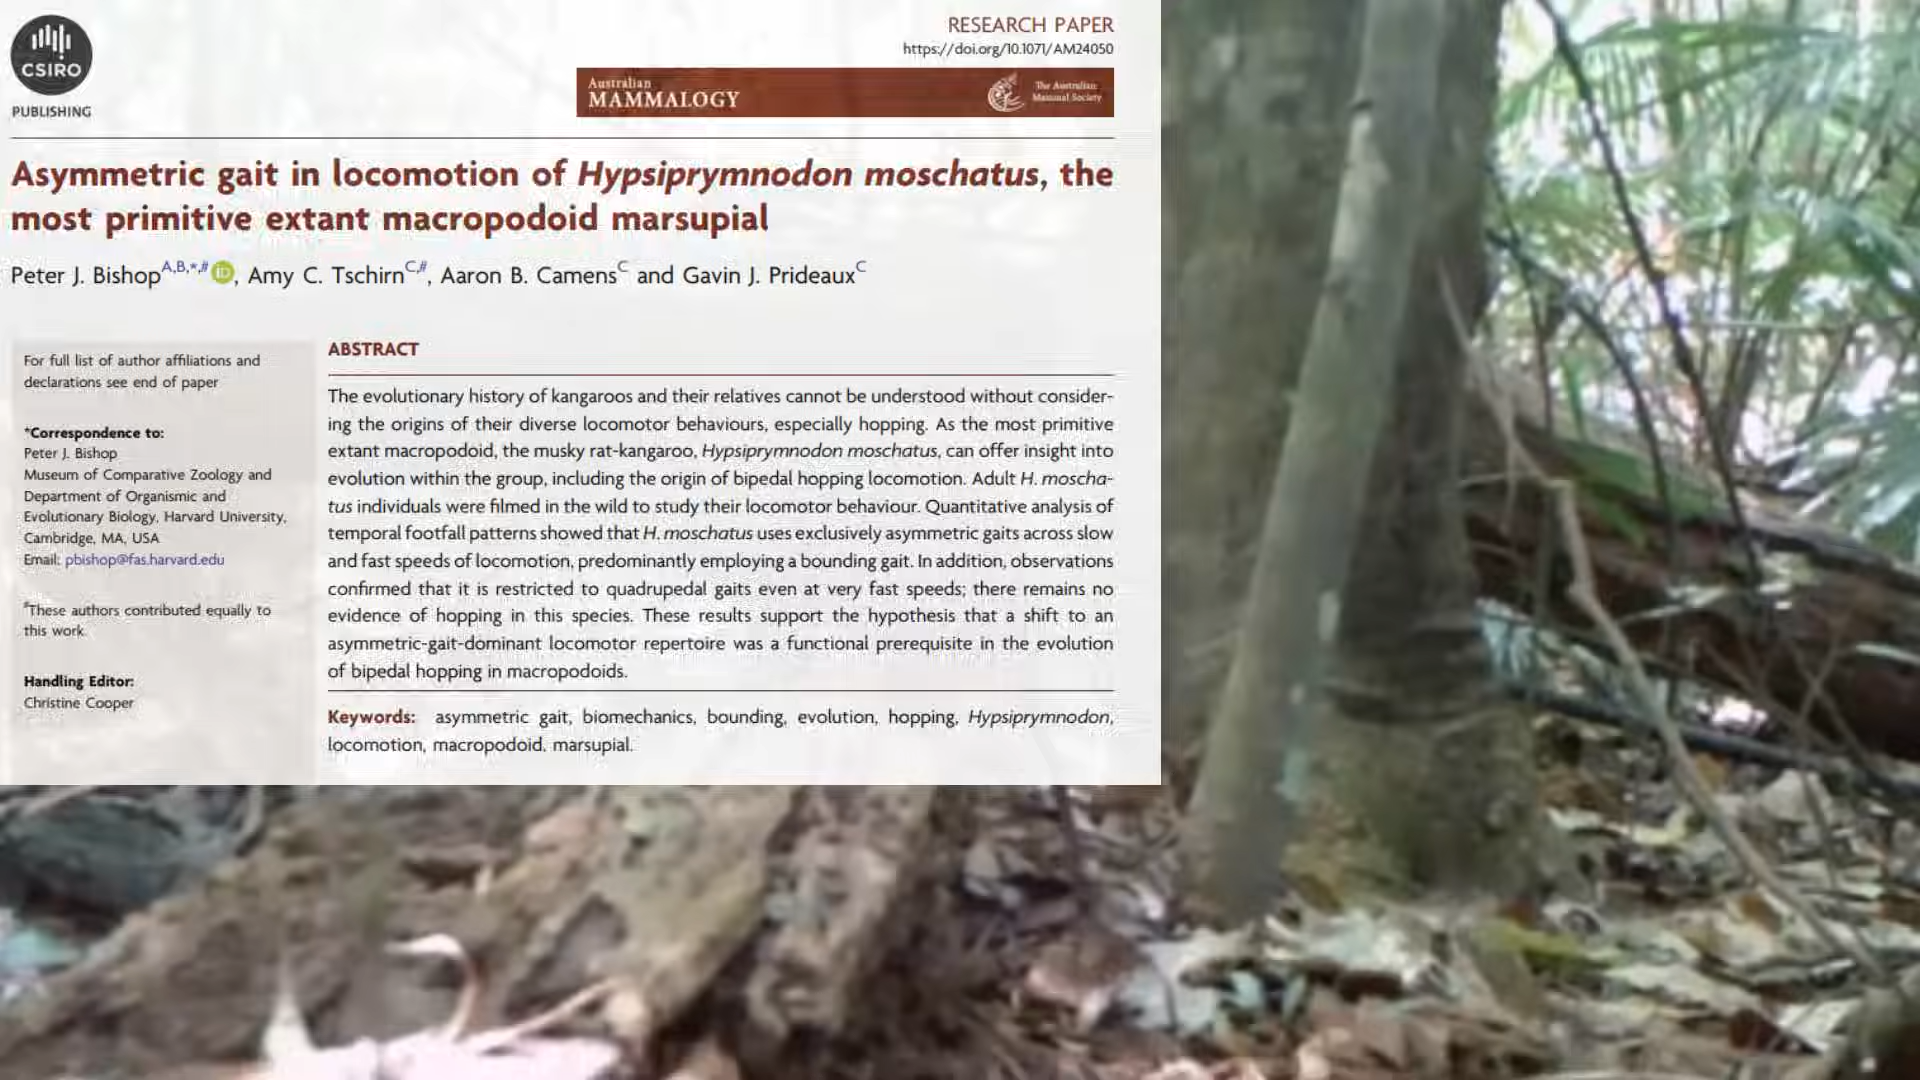 CSIRO
PUBLISHING
RESEARCH PAPER
https://doi.org/10.1071/AM24050
Australian
MAMMALOGY
The Australian
Mammal Society
Asymmetric gait in locomotion of Hypsiprymnodon moschatus, the
most primitive extant macropodoid marsupial
Peter J. Bishop^A,B,*,# iD, Amy C. Tschirn^C,#, Aaron B. Camens^C and Gavin J. Prideaux^C
For full list of author affiliations and
declarations see end of paper
*Correspondence to:
Peter J. Bishop
Museum of Comparative Zoology and
Department of Organismic and
Evolutionary Biology, Harvard University,
Cambridge, MA, USA
Email: pbishop@fas.harvard.edu
#These authors contributed equally to
this work.
Handling Editor:
Christine Cooper
ABSTRACT
The evolutionary history of kangaroos and their relatives cannot be understood without consider-
ing the origins of their diverse locomotor behaviours, especially hopping. As the most primitive
extant macropodoid, the musky rat-kangaroo, Hypsiprymnodon moschatus, can offer insight into
evolution within the group, including the origin of bipedal hopping locomotion. Adult H. moscha-
tus individuals were filmed in the wild to study their locomotor behaviour. Quantitative analysis of
temporal footfall patterns showed that H. moschatus uses exclusively asymmetric gaits across slow
and fast speeds of locomotion, predominantly employing a bounding gait. In addition, observations
confirmed that it is restricted to quadrupedal gaits even at very fast speeds; there remains no
evidence of hopping in this species. These results support the hypothesis that a shift to an
asymmetric-gait-dominant locomotor repertoire was a functional prerequisite in the evolution
of bipedal hopping in macropodoids.
Keywords: asymmetric gait, biomechanics, bounding, evolution, hopping, Hypsiprymnodon,
locomotion, macropodoid, marsupial.